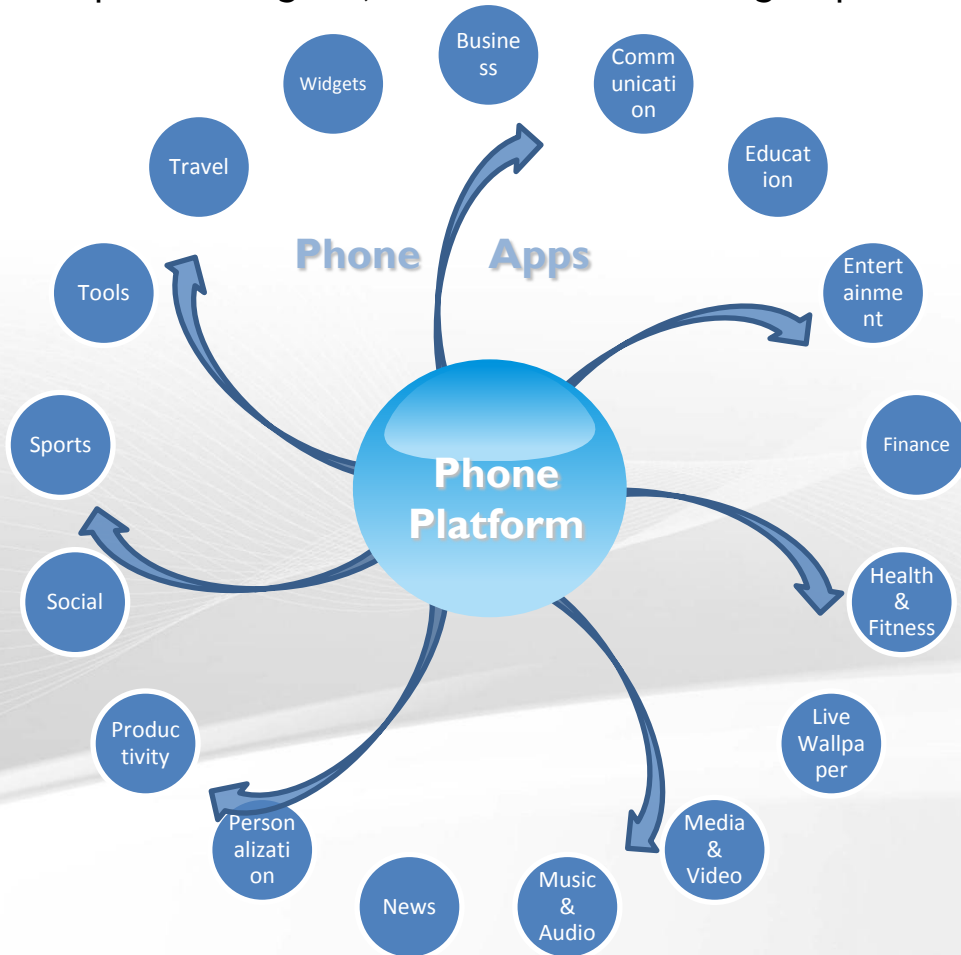 Busine
ss
Comm
unicati
on
Educat
ion
Entert
ainme
nt
Finance
Health
&
Fitness
Live
Wallpa
per
Media
&
Video
Music
&
Audio
News
Person
alizati
on
Produc
tivity
Social
Sports
Tools
Travel
Widgets
Phone Apps
Phone
Platform